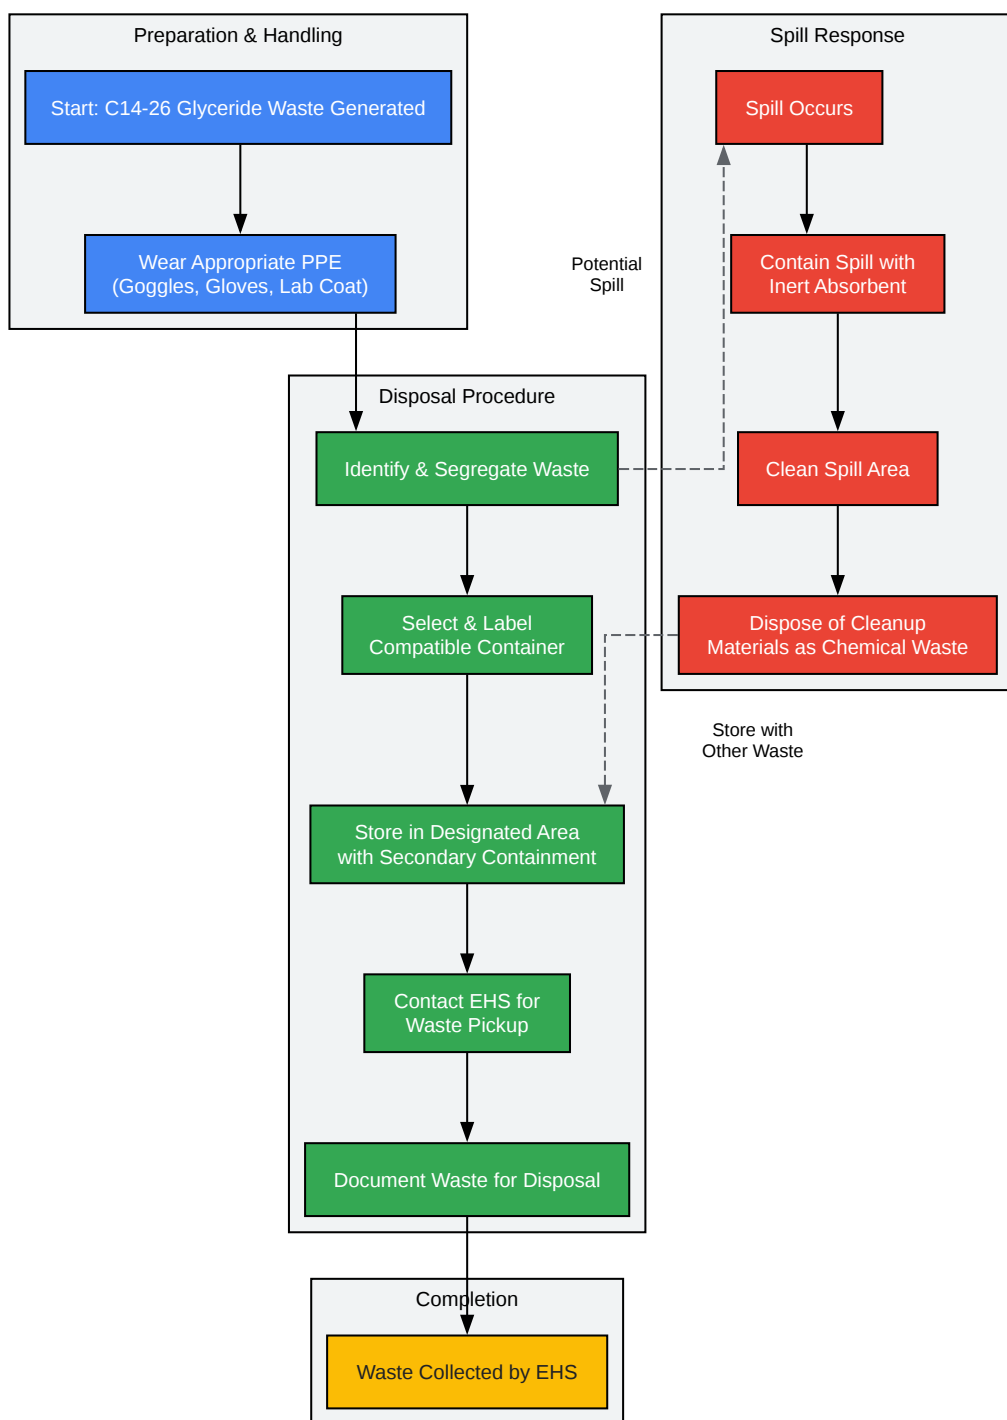 Preparation & Handling
Start: C14-26 Glyceride Waste Generated
Wear Appropriate PPE
(Goggles, Gloves, Lab Coat)
Potential
Spill
Spill Response
Spill Occurs
Contain Spill with
Inert Absorbent
Clean Spill Area
Dispose of Cleanup
Materials as Chemical Waste
Store with
Other Waste
Disposal Procedure
Identify & Segregate Waste
Select & Label
Compatible Container
Store in Designated Area
with Secondary Containment
Contact EHS for
Waste Pickup
Document Waste for Disposal
Completion
Waste Collected by EHS